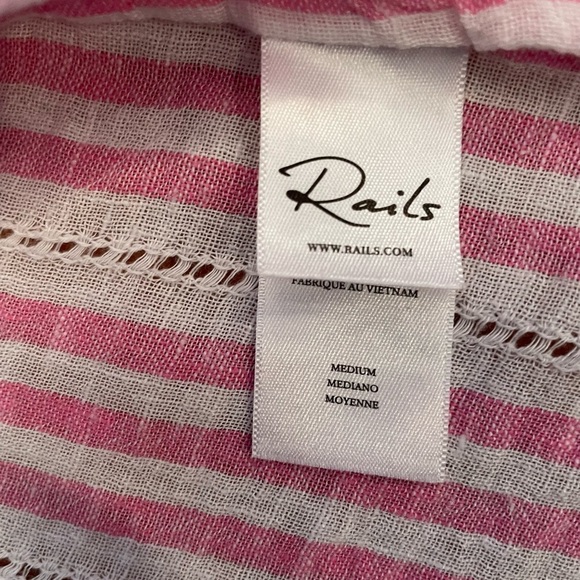 Rails
WWW.RAILS.COM
FABRIQUE AU VIETNAM
MEDIUM
MEDIANO
MOYENNE